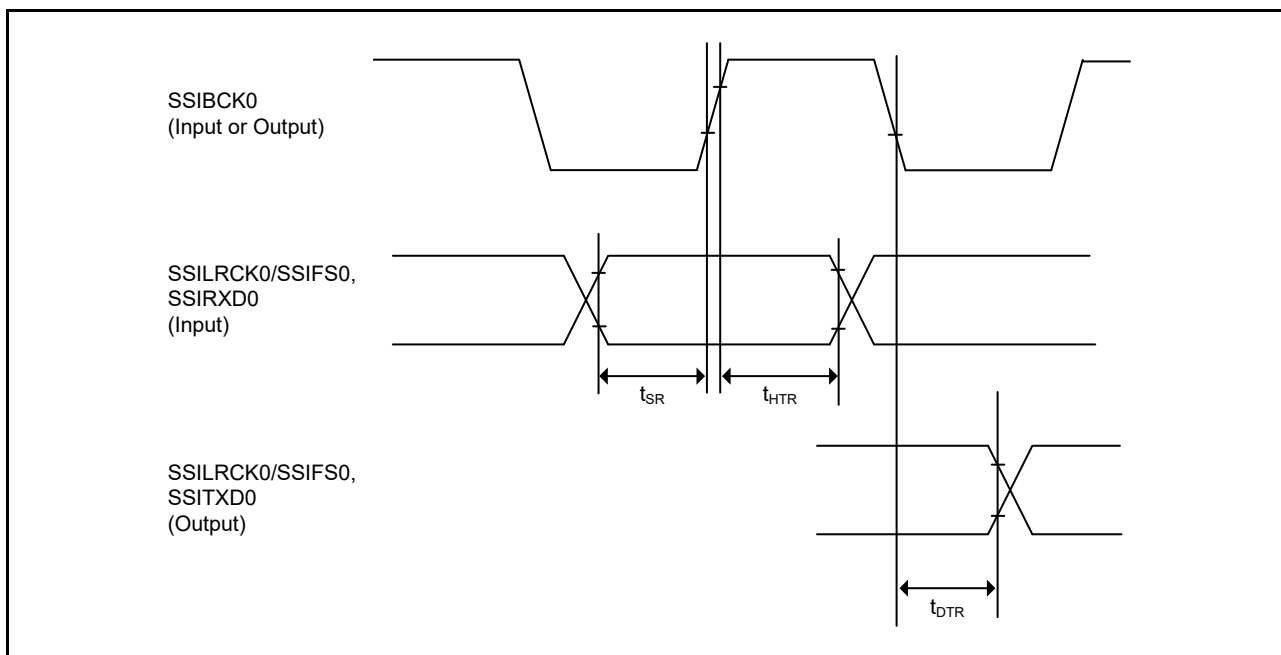 SSIBCK0
(Input or Output)
SSILRCK0/SSIFS0,
SSIRXD0
(Input)
tSR
tHTR
SSILRCK0/SSIFS0,
SSITXD0
(Output)
tDTR